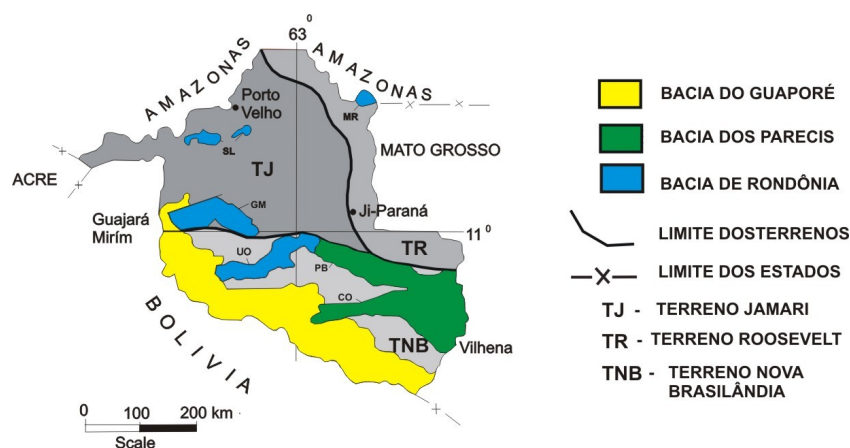 0
63
AMAZONAS
AMAZONAS
Porto
Velho
MR
SL
MATO GROSSO
TJ
ACRE
GM
Ji-Paraná
Guajará
Mirím
11 0
UO
TR
PB
CO
BOLIVIA
TNB
Vilhena
0 100 200 km
Scale
BACIA DO GUAPORÉ
BACIA DOS PARECIS
BACIA DE RONDÔNIA
LIMITE DOSTERRENOS
LIMITE DOS ESTADOS
TJ - TERRENO JAMARI
TR - TERRENO ROOSEVELT
TNB - TERRENO NOVA
BRASILÂNDIA